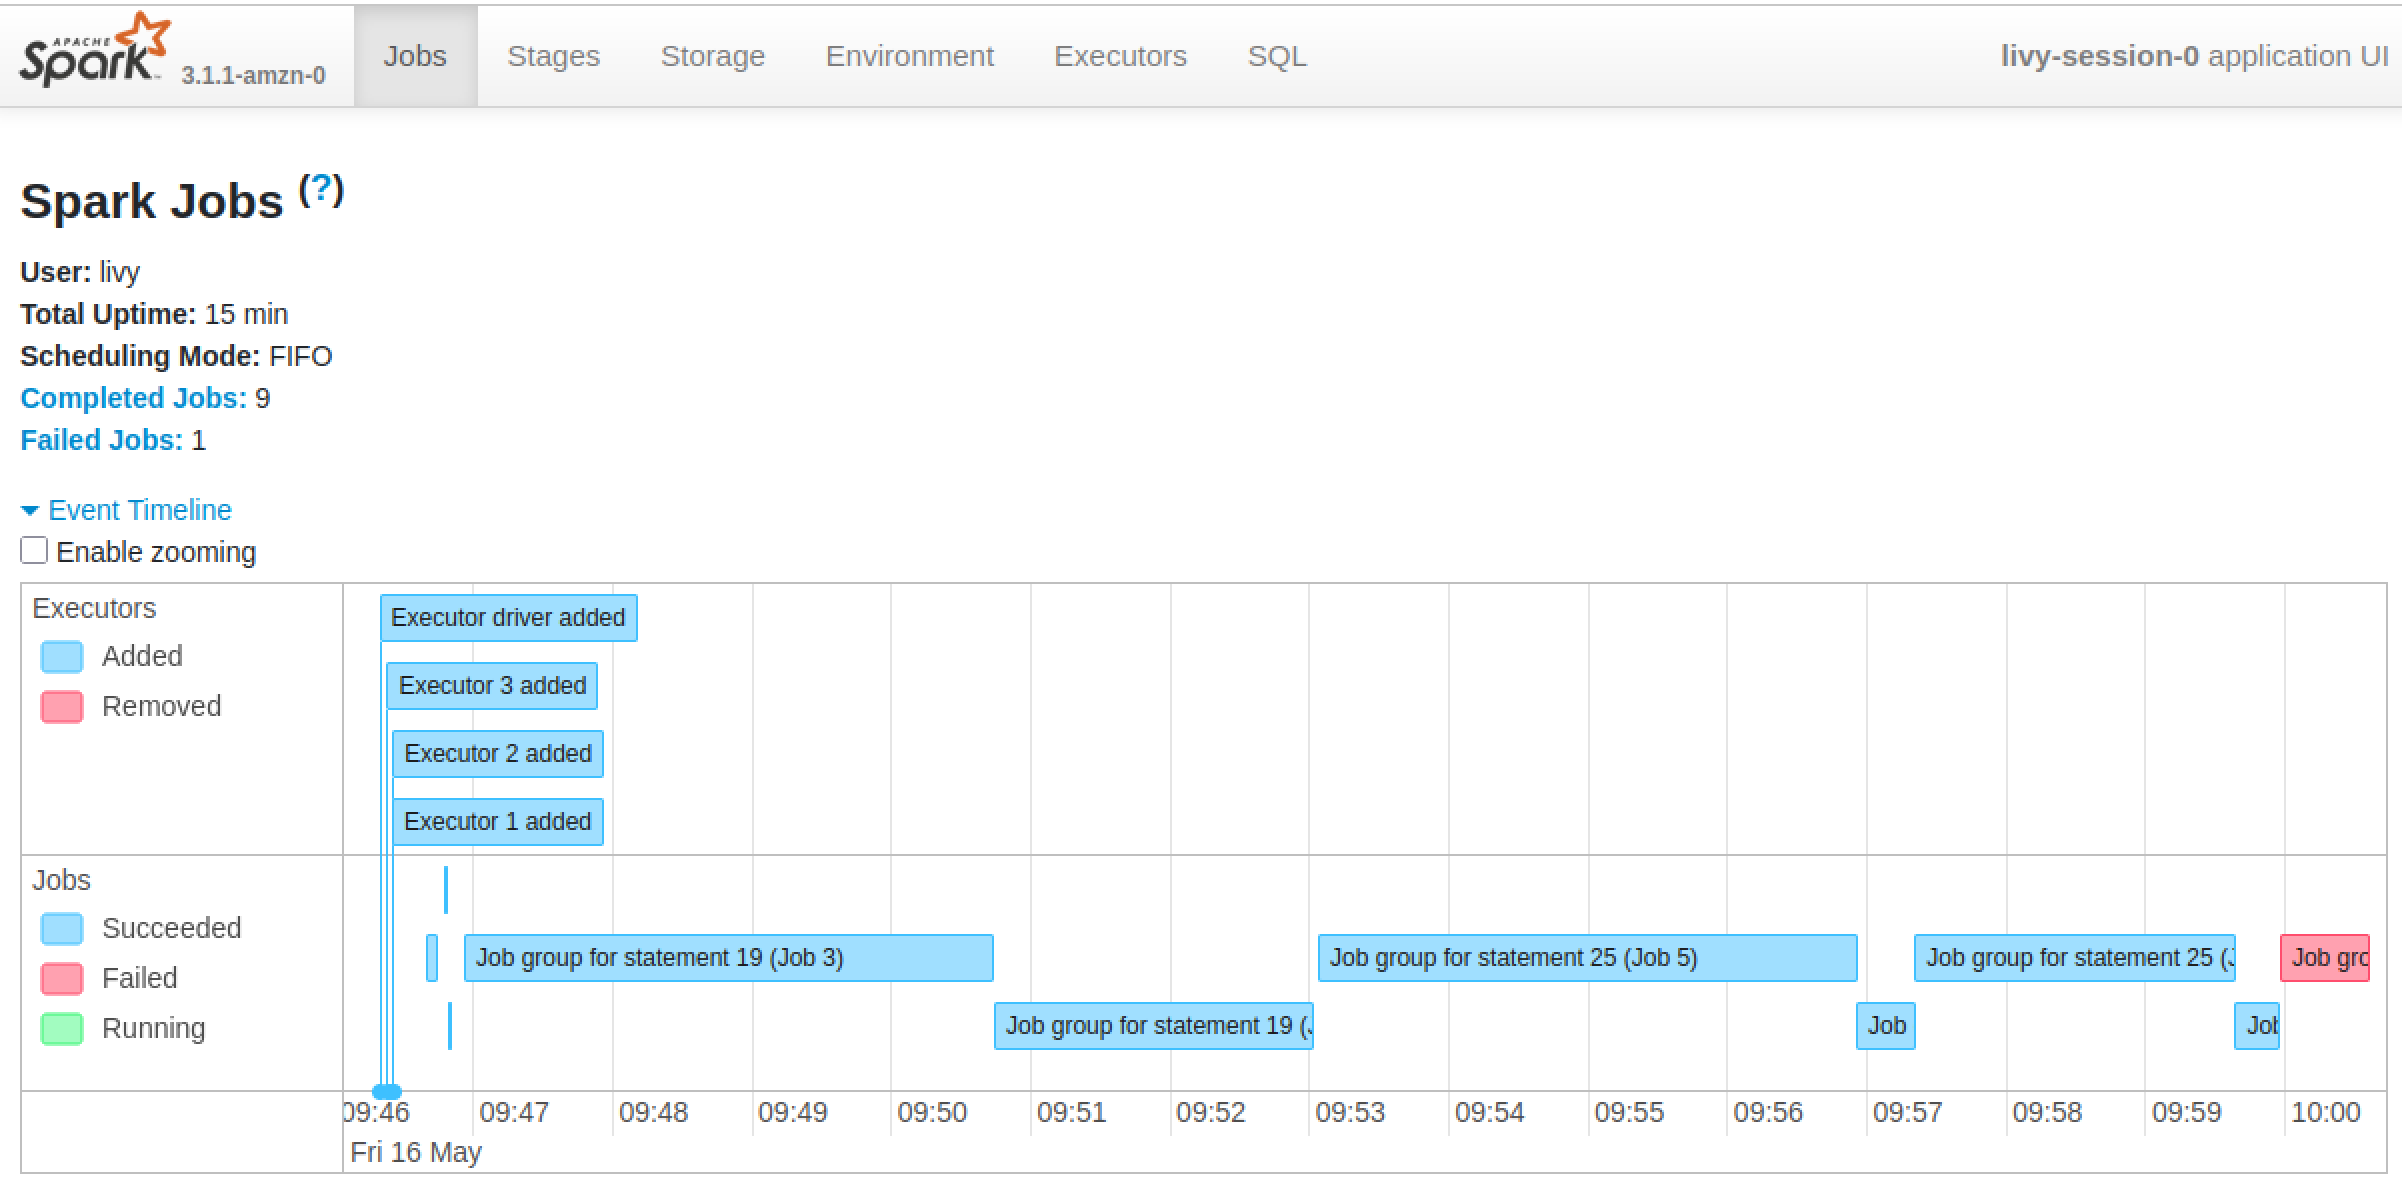 APACHE
Spark 3.1.1-amzn-0 Jobs Stages Storage Environment Executors SQL livy-session-0 application UI
Spark Jobs (?)
User: livy
Total Uptime: 15 min
Scheduling Mode: FIFO
Completed Jobs: 9
Failed Jobs: 1
Event Timeline
Enable zooming
Executors
Added
Removed
Executor driver added
Executor 3 added
Executor 2 added
Executor 1 added
Jobs
Succeeded
Failed
Running
Job group for statement 19 (Job 3)
Job group for statement 25 (Job 5)
Job group for statement 25 (
Job gro
Job group for statement 19 (
Job
Job
09:46 09:47 09:48 09:49 09:50 09:51 09:52 09:53 09:54 09:55 09:56 09:57 09:58 09:59 10:00
Fri 16 May